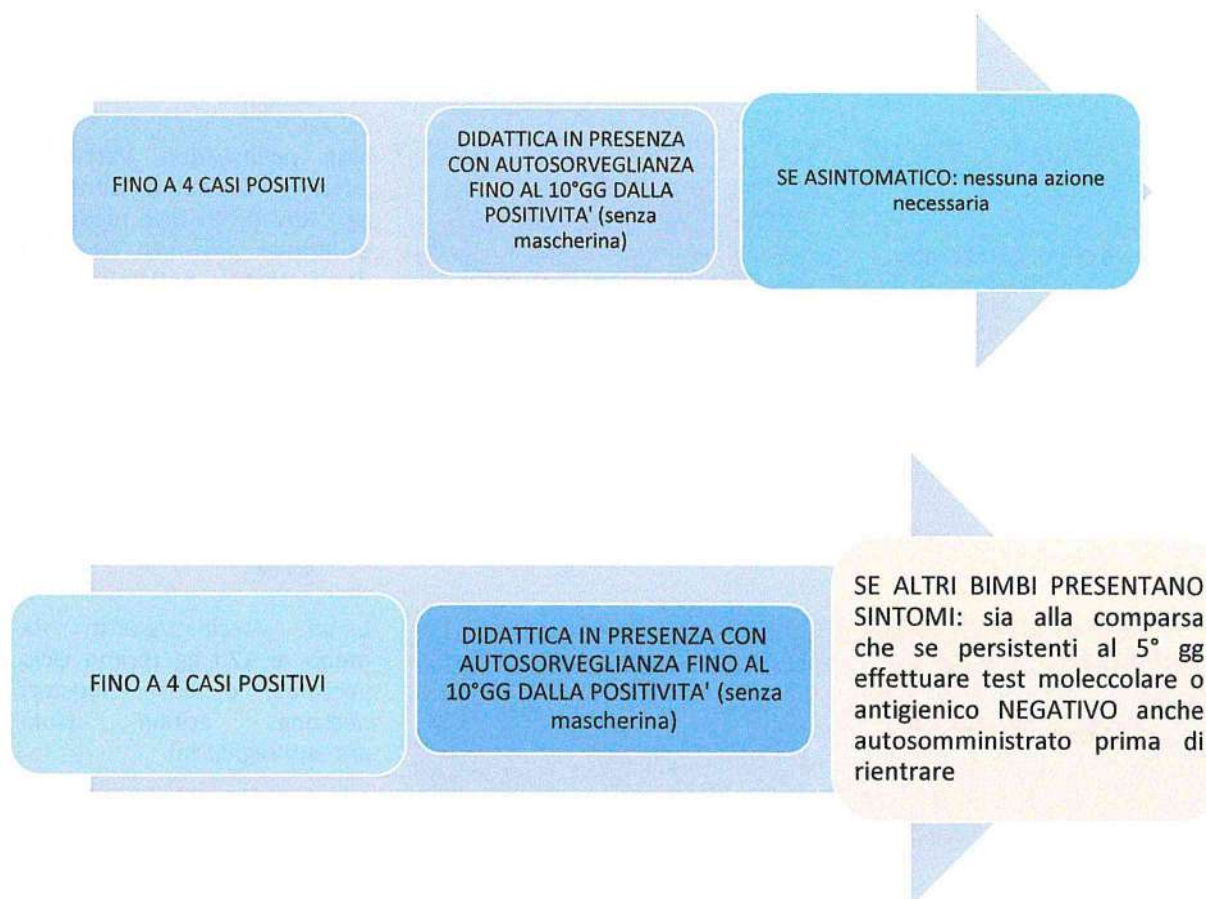 FINO A 4 CASI POSITIVI
DIDATTICA IN PRESENZA
CON AUTOSORVEGLIANZA
FINO AL 10°GG DALLA
POSITIVITA' (senza
mascherina)
SE ASINTOMATICO: nessuna azione
necessaria
FINO A 4 CASI POSITIVI
DIDATTICA IN PRESENZA CON
AUTOSORVEGLIANZA FINO AL
10°GG DALLA POSITIVITA' (senza
mascherina)
SE ALTRI BIMBI PRESENTANO
SINTOMI: sia alla comparsa
che se persistenti al 5° gg
effettuare test moleccolare o
antigienico NEGATIVO anche
autosomministrato prima di
rientrare